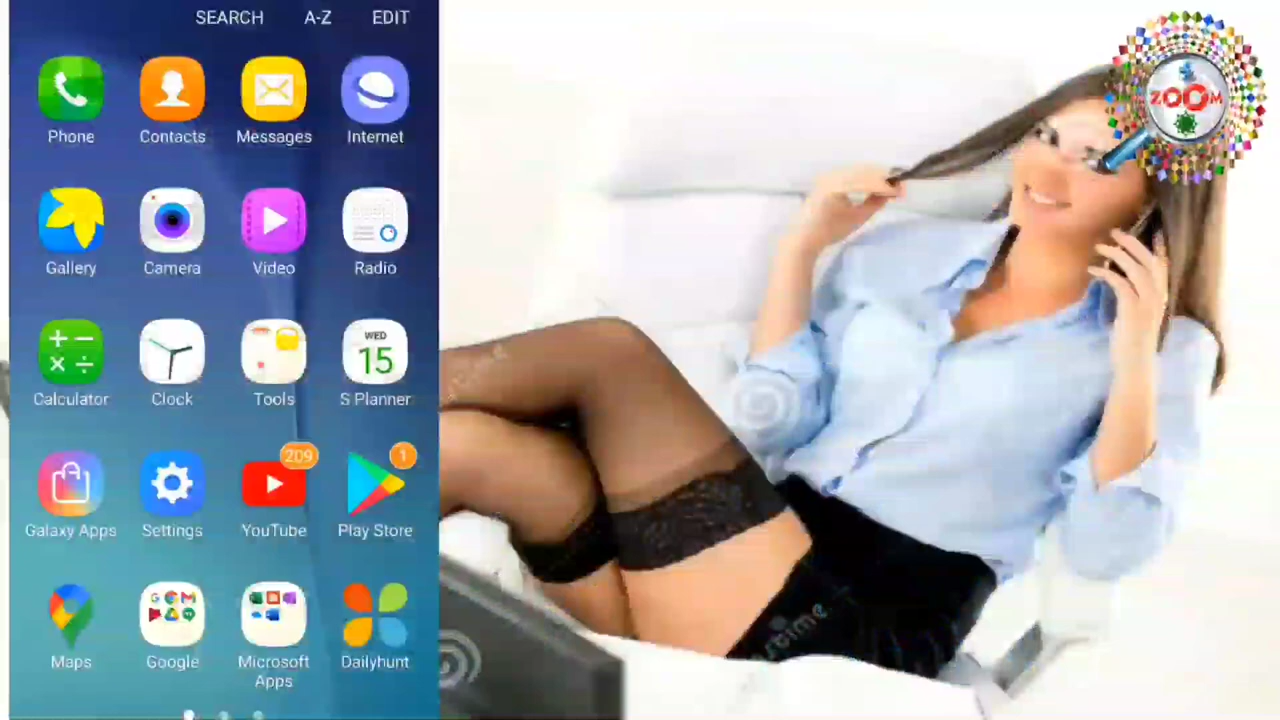 SEARCH A-Z EDIT
ZOOM
Phone Contacts Messages Internet
Gallery Camera Video Radio
WED
15
Calculator Clock Tools S Planner
209 1
Galaxy Apps Settings YouTube Play Store
Maps Google Microsoft Apps Dailyhunt